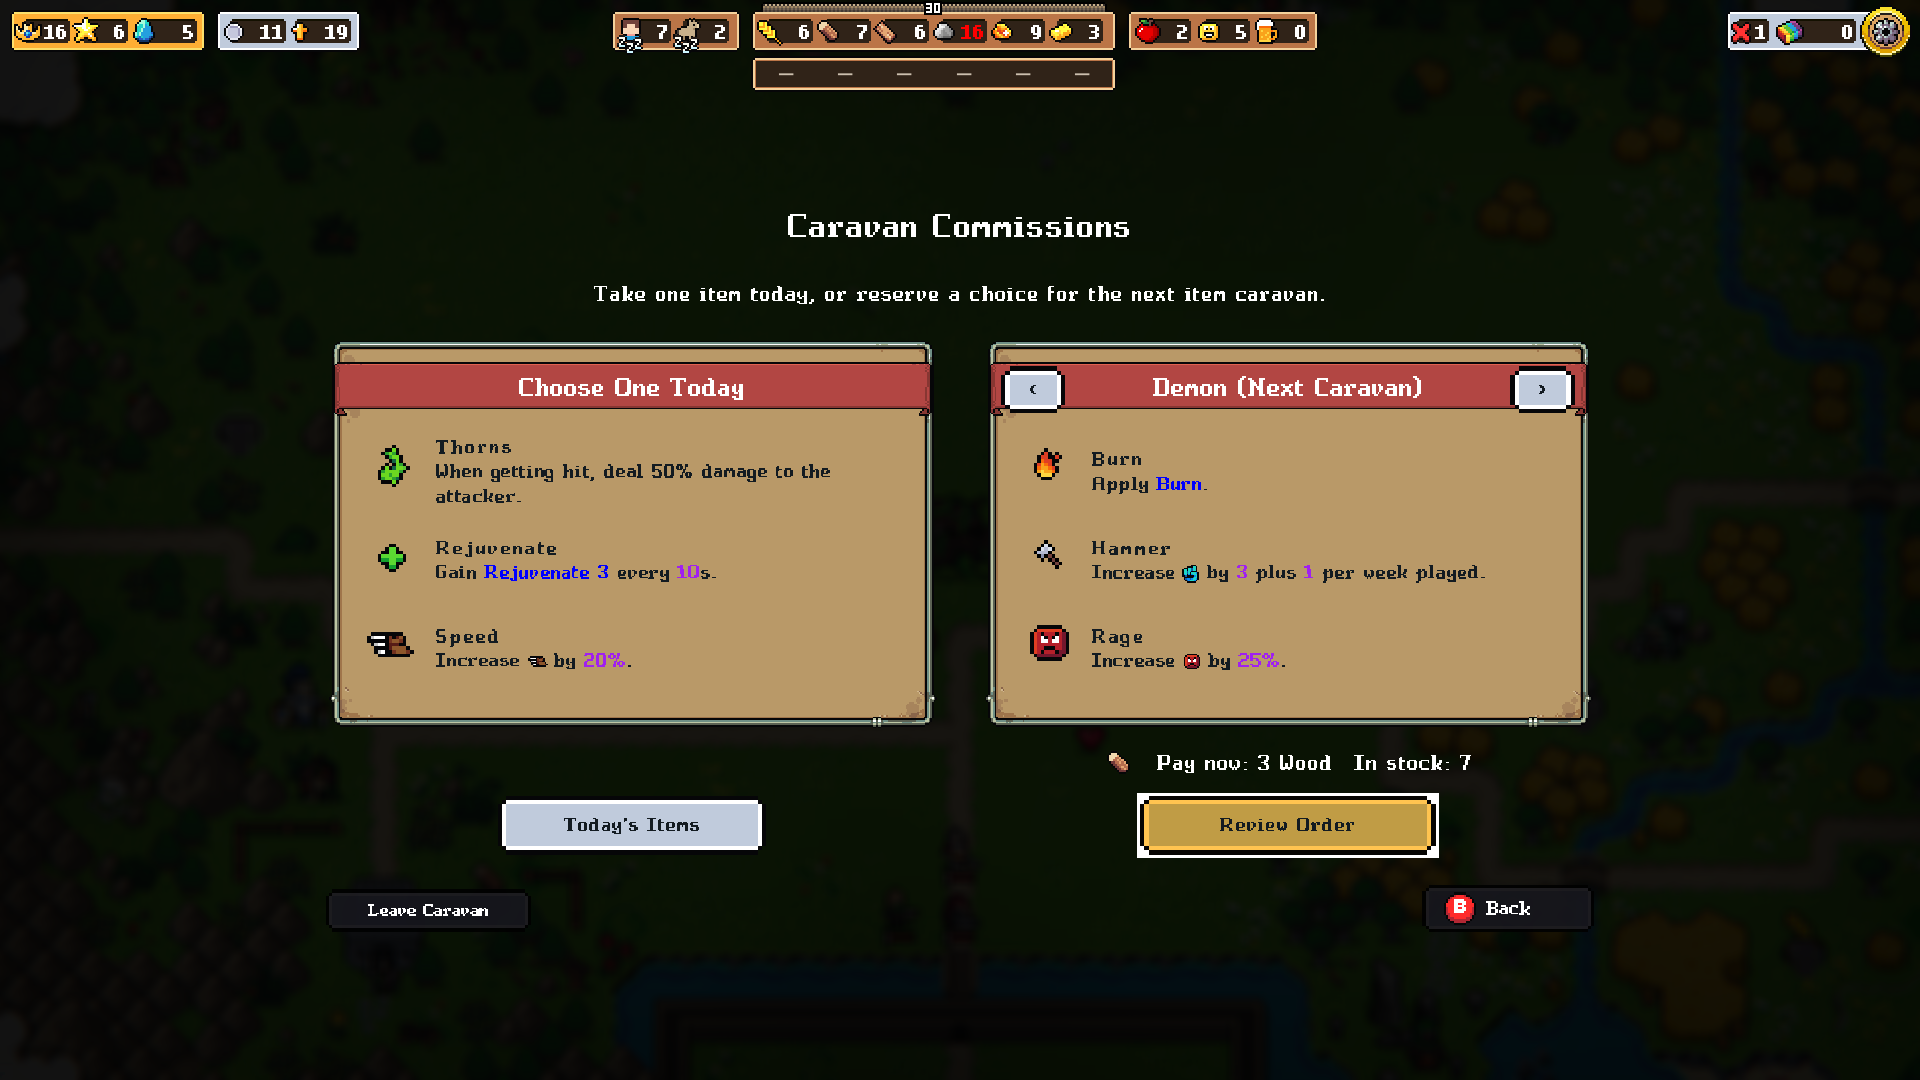 16 6 5 11 19 7 2 6 7 6 16 9 3 2 5 0 1 0
30
zzz zzz
— — — — — —
Caravan Commissions
Take one item today, or reserve a choice for the next item caravan.
Choose One Today
Thorns
When getting hit, deal 50% damage to the
attacker.
Rejuvenate
Gain Rejuvenate 3 every 10s.
Speed
Increase by 20%.
‹ Demon (Next Caravan) ›
Burn
Apply Burn.
Hammer
Increase by 3 plus 1 per week played.
Rage
Increase by 25%.
Pay now: 3 Wood In stock: 7
Today's Items
Review Order
Leave Caravan
B Back